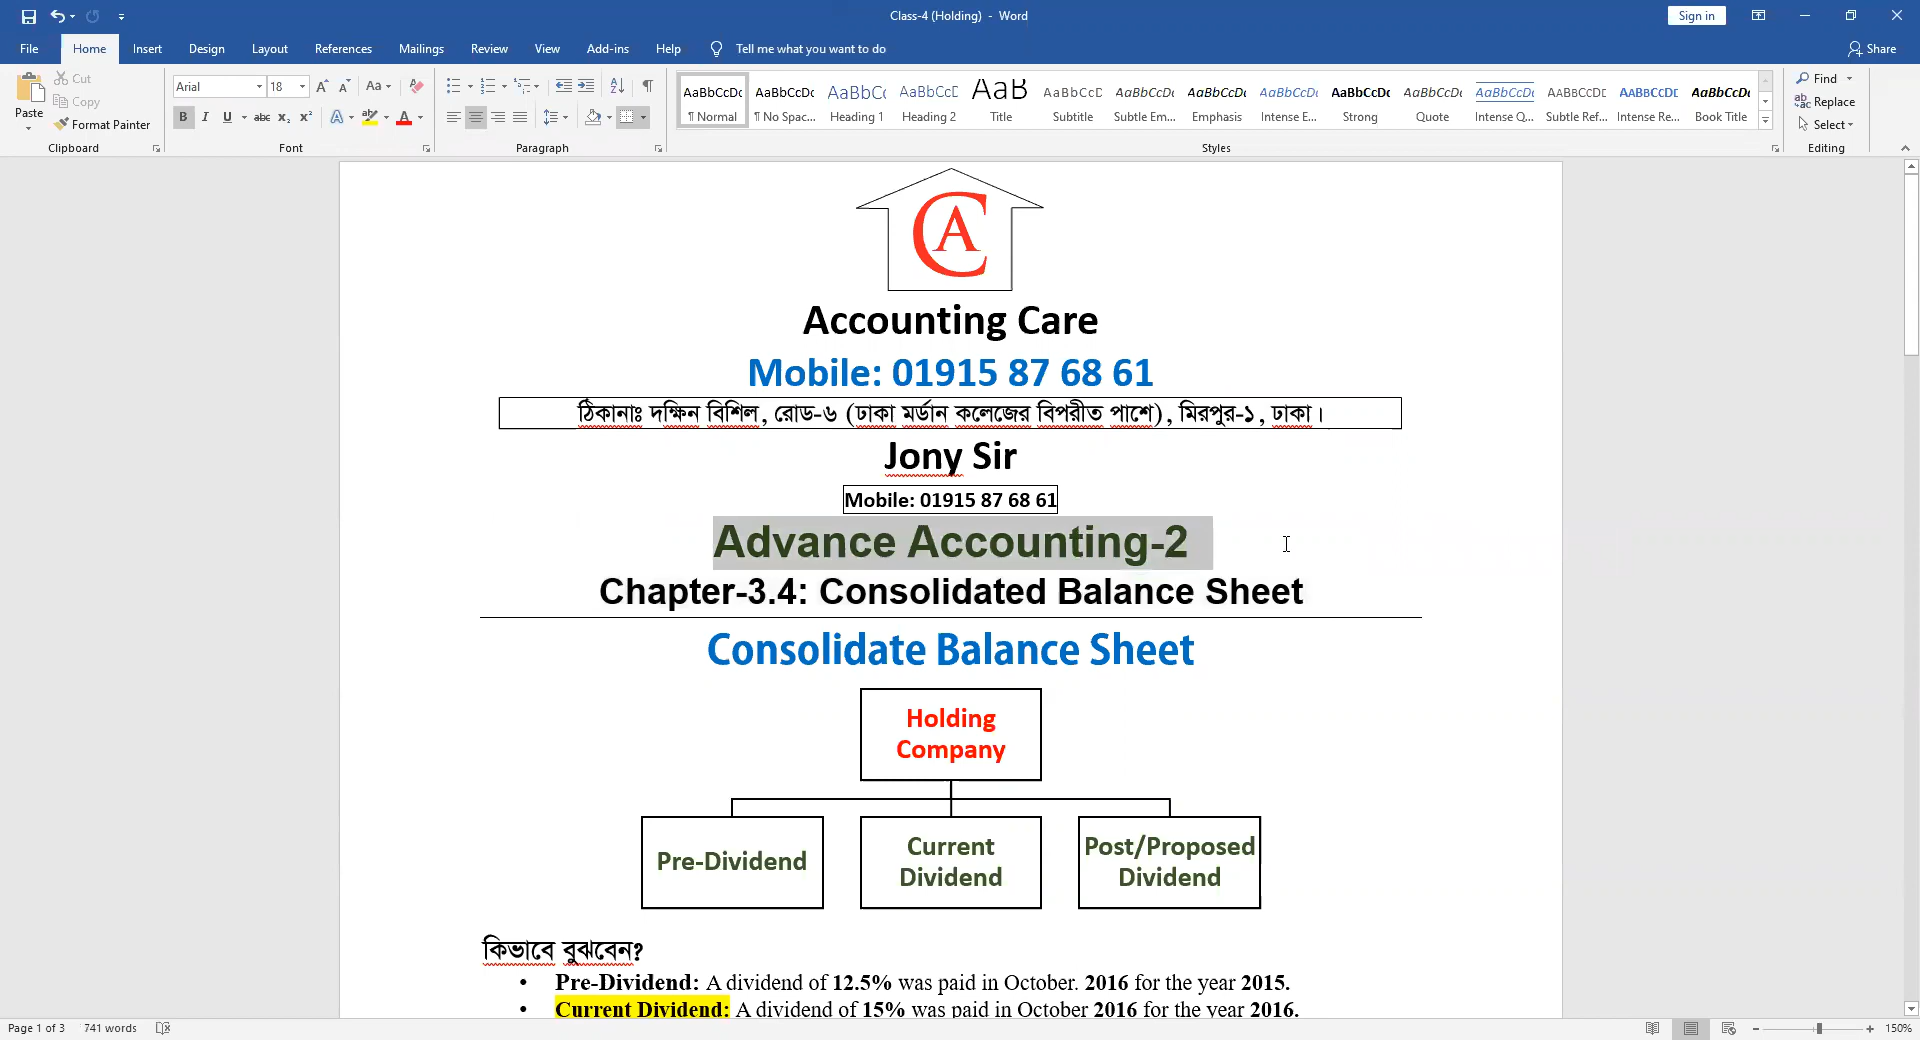 Class-4 (Holding) - Word
Sign in
File Home Insert Design Layout References Mailings Review View Add-ins Help Tell me what you want to do Share
Paste
Cut
Copy
Format Painter
Clipboard
Arial 18
Font
Paragraph
AaBbCcDc AaBbCcDc AaBbCc AaBbCcD AaB AaBbCcD AaBbCcDc AaBbCcDc AaBbCcDc AaBbCcDc AaBbCcDc AaBbCcDc AABBCCDD AABBCCDD AaBbCcDc
¶ Normal ¶ No Spac... Heading 1 Heading 2 Title Subtitle Subtle Em... Emphasis Intense E... Strong Quote Intense Q... Subtle Ref... Intense Re... Book Title
Styles
Find
Replace
Select
Editing
CA
Accounting Care
Mobile: 01915 87 68 61
ঠিকানাঃ দক্ষিন বিশিল, রোড-৬ (ঢাকা মর্ডান কলেজের বিপরীত পাশে), মিরপুর-১, ঢাকা।
Jony Sir
Mobile: 01915 87 68 61
Advance Accounting-2
Chapter-3.4: Consolidated Balance Sheet
Consolidate Balance Sheet
Holding
Company
Pre-Dividend
Current
Dividend
Post/Proposed
Dividend
কিভাবে বুঝবেন?
• Pre-Dividend: A dividend of 12.5% was paid in October. 2016 for the year 2015.
• Current Dividend: A dividend of 15% was paid in October 2016 for the year 2016.
Page 1 of 3 741 words
150%